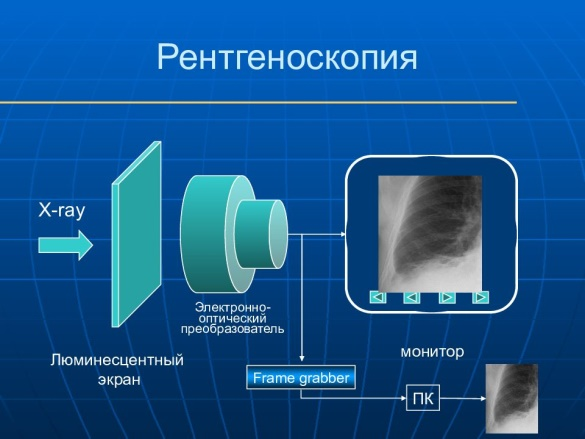 Рентгеноскопия
X-ray
Электронно-
оптический
преобразователь
Люминесцентный
экран
монитор
Frame grabber
ПК